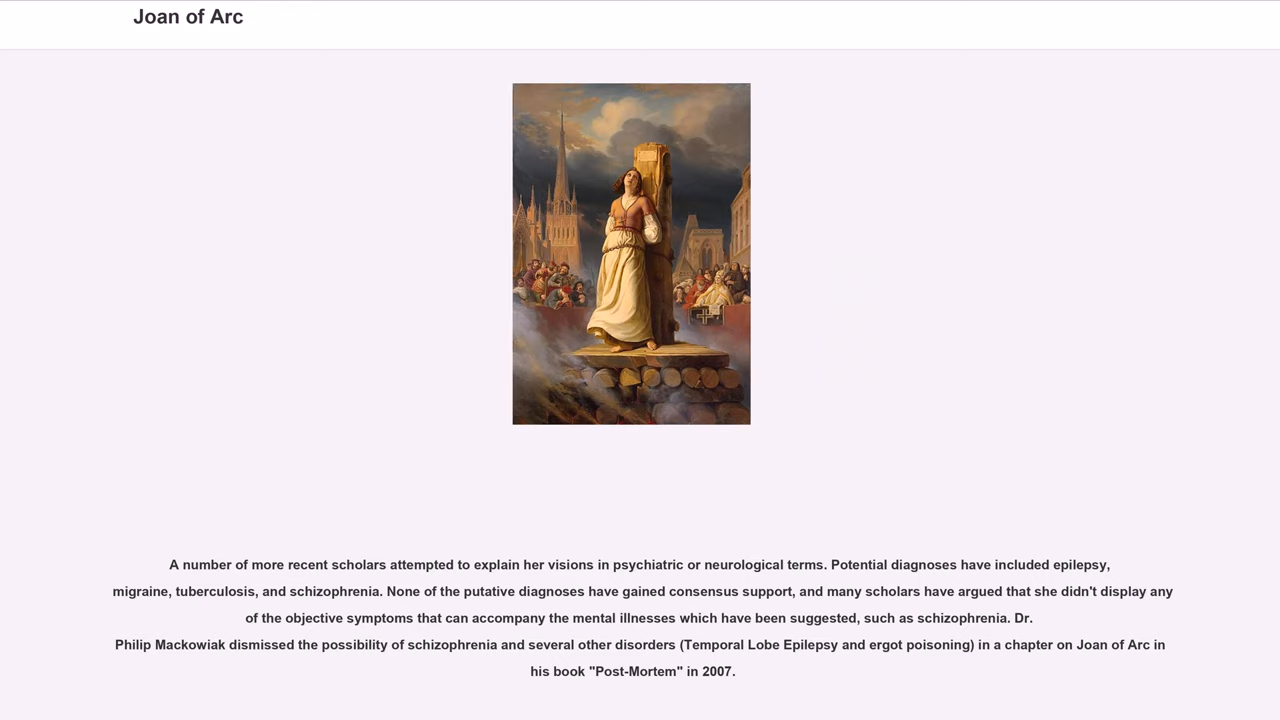 Joan of Arc
A number of more recent scholars attempted to explain her visions in psychiatric or neurological terms. Potential diagnoses have included epilepsy,
migraine, tuberculosis, and schizophrenia. None of the putative diagnoses have gained consensus support, and many scholars have argued that she didn't display any
of the objective symptoms that can accompany the mental illnesses which have been suggested, such as schizophrenia. Dr.
Philip Mackowiak dismissed the possibility of schizophrenia and several other disorders (Temporal Lobe Epilepsy and ergot poisoning) in a chapter on Joan of Arc in
his book "Post-Mortem" in 2007.